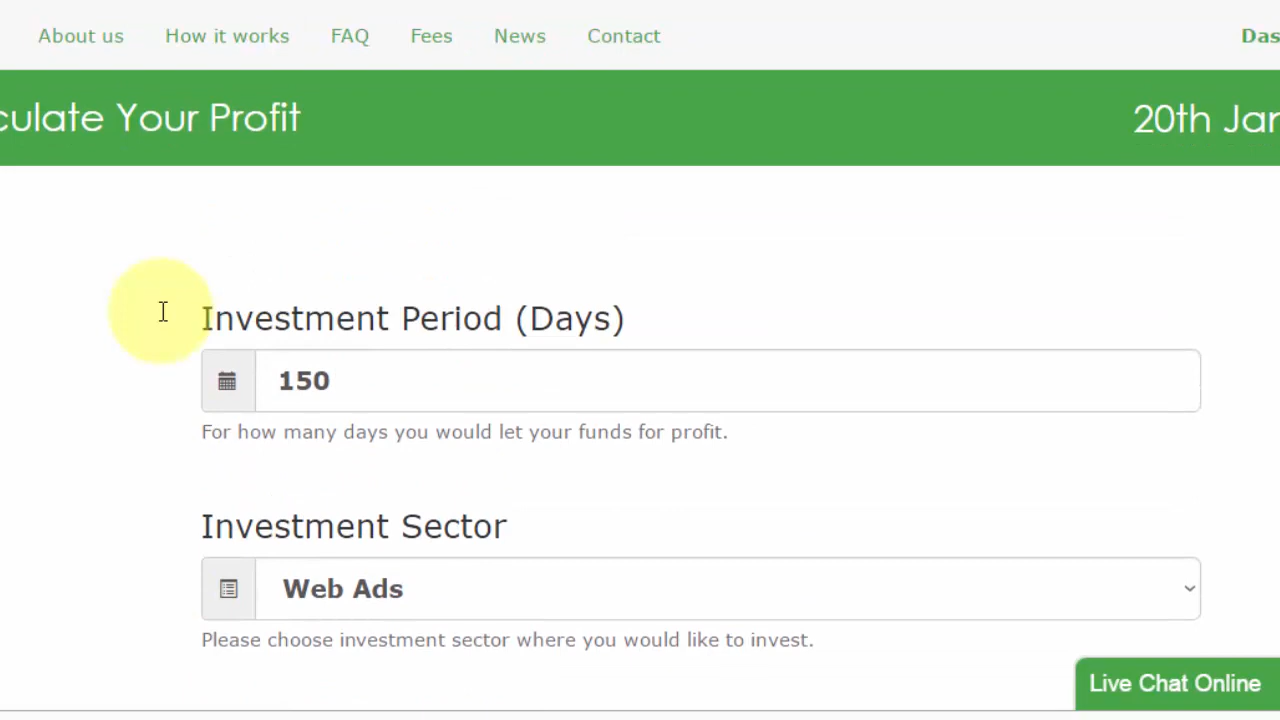 About us How it works FAQ Fees News Contact Das
culate Your Profit 20th Jan
Investment Period (Days)
150
For how many days you would let your funds for profit.
Investment Sector
Web Ads
Please choose investment sector where you would like to invest.
Live Chat Online